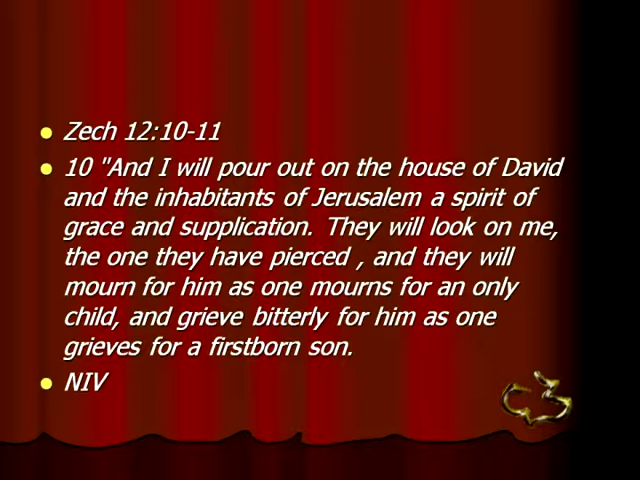 Zech 12:10-11
10 "And I will pour out on the house of David
and the inhabitants of Jerusalem a spirit of
grace and supplication. They will look on me,
the one they have pierced , and they will
mourn for him as one mourns for an only
child, and grieve bitterly for him as one
grieves for a firstborn son.
NIV